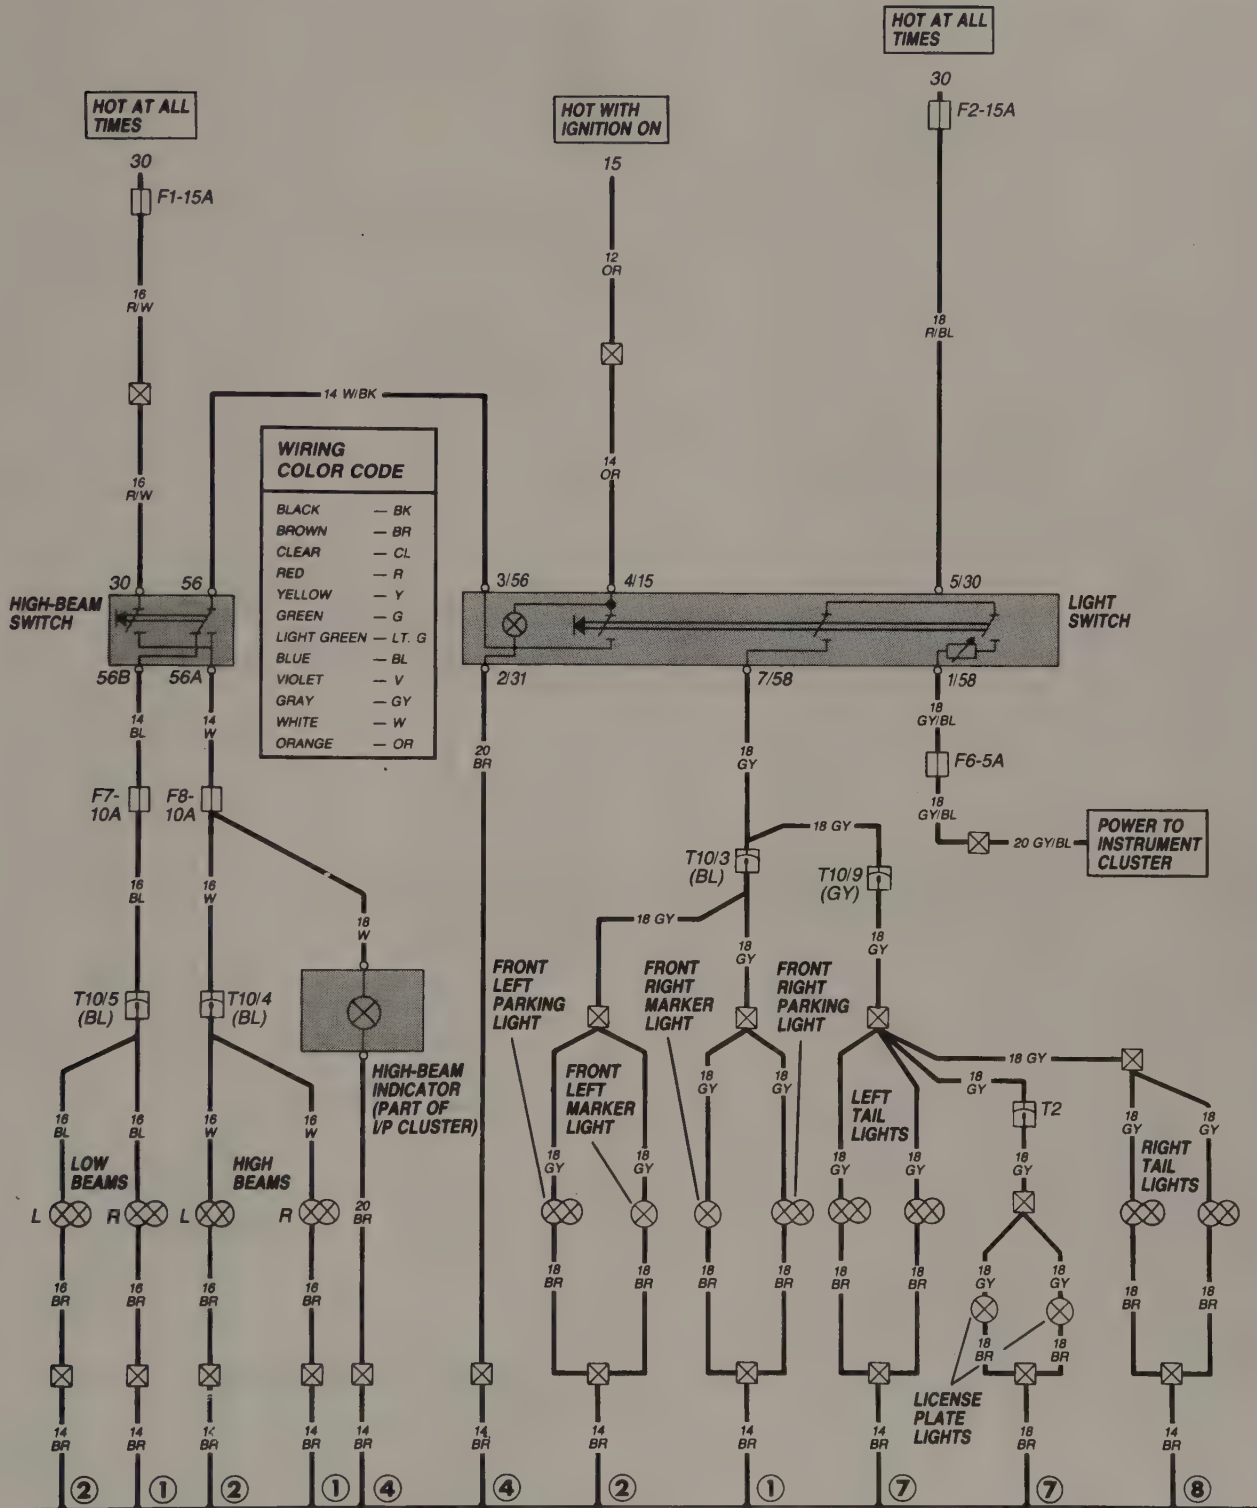 HOT AT ALL
TIMES
30
F2-15A
HOT AT ALL
TIMES
30
F1-15A
HOT WITH
IGNITION ON
15
12
OR
16
R/W
18
R/BL
14 W/BK
14
OR
16
R/W
WIRING
COLOR CODE
BLACK — BK
BROWN — BR
CLEAR — CL
RED — R
YELLOW — Y
GREEN — G
LIGHT GREEN — LT. G
BLUE — BL
VIOLET — V
GRAY — GY
WHITE — W
ORANGE — OR
HIGH-BEAM
SWITCH
30
56
56B
56A
3/56
4/15
5/30
LIGHT
SWITCH
2/31
7/58
1/58
14
BL
14
W
20
BR
18
GY
18
GY/BL
F7-
10A
F8-
10A
F6-5A
18
GY/BL
20 GY/BL
POWER TO
INSTRUMENT
CLUSTER
18 GY
T10/3
(BL)
T10/9
(GY)
16
BL
16
W
18
W
18 GY
18
GY
18
GY
T10/5
(BL)
T10/4
(BL)
HIGH-BEAM
INDICATOR
(PART OF
I/P CLUSTER)
FRONT
LEFT
PARKING
LIGHT
FRONT
RIGHT
MARKER
LIGHT
FRONT
RIGHT
PARKING
LIGHT
FRONT
LEFT
MARKER
LIGHT
LEFT
TAIL
LIGHTS
18 GY
18
GY
T2
RIGHT
TAIL
LIGHTS
16
BL
16
BL
16
W
16
W
18
GY
18
GY
18
GY
18
GY
18
GY
18
GY
18
GY
18
GY
18
GY
LOW
BEAMS
HIGH
BEAMS
L
R
L
R
20
BR
16
BR
16
BR
16
BR
16
BR
18
BR
18
BR
18
BR
18
BR
18
BR
18
BR
18
GY
18
GY
18
BR
18
BR
18
BR
18
BR
LICENSE
PLATE
LIGHTS
14
BR
14
BR
14
BR
14
BR
14
BR
14
BR
14
BR
14
BR
18
BR
14
BR
2
1
2
1
4
4
2
1
7
7
8